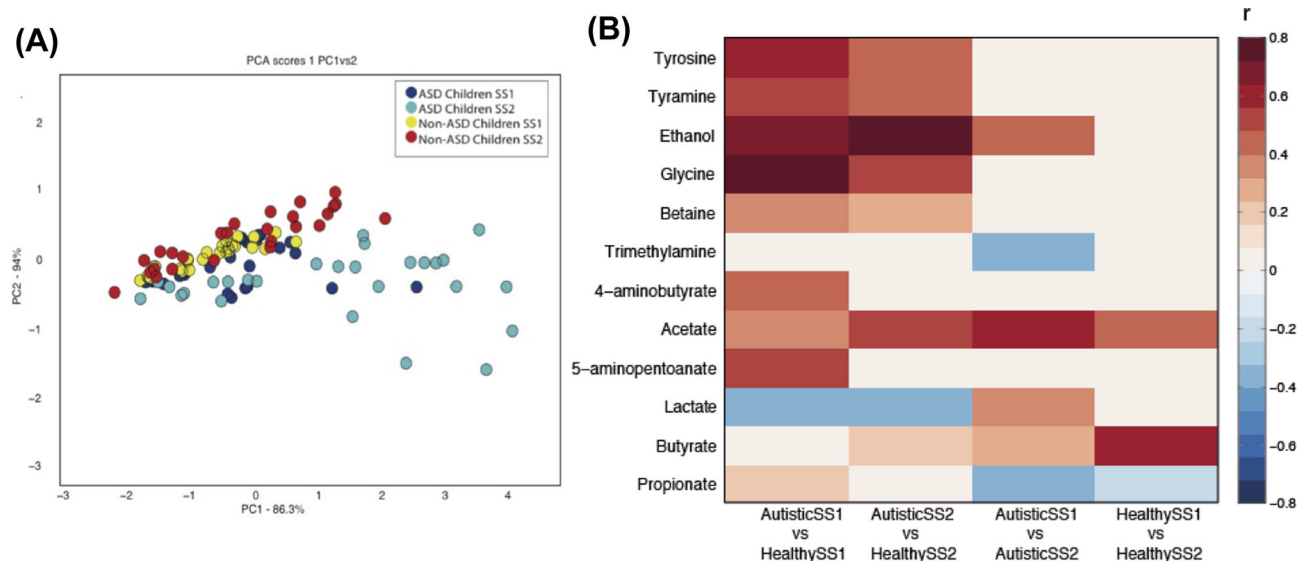 (A)
PCA scores 1 PC1vs2
ASD Children SS1
ASD Children SS2
Non-ASD Children SS1
Non-ASD Children SS2
PC2 - 94%
2
1
0
−1
−2
−3
−3
−2
−1
0
1
2
3
4
PC1 - 86.3%
(B)
Tyrosine
Tyramine
Ethanol
Glycine
Betaine
Trimethylamine
4−aminobutyrate
Acetate
5−aminopentoanate
Lactate
Butyrate
Propionate
AutisticSS1
vs
HealthySS1
AutisticSS2
vs
HealthySS2
AutisticSS1
vs
AutisticSS2
HealthySS1
vs
HealthySS2
r
0.8
0.6
0.4
0.2
0
−0.2
−0.4
−0.6
−0.8